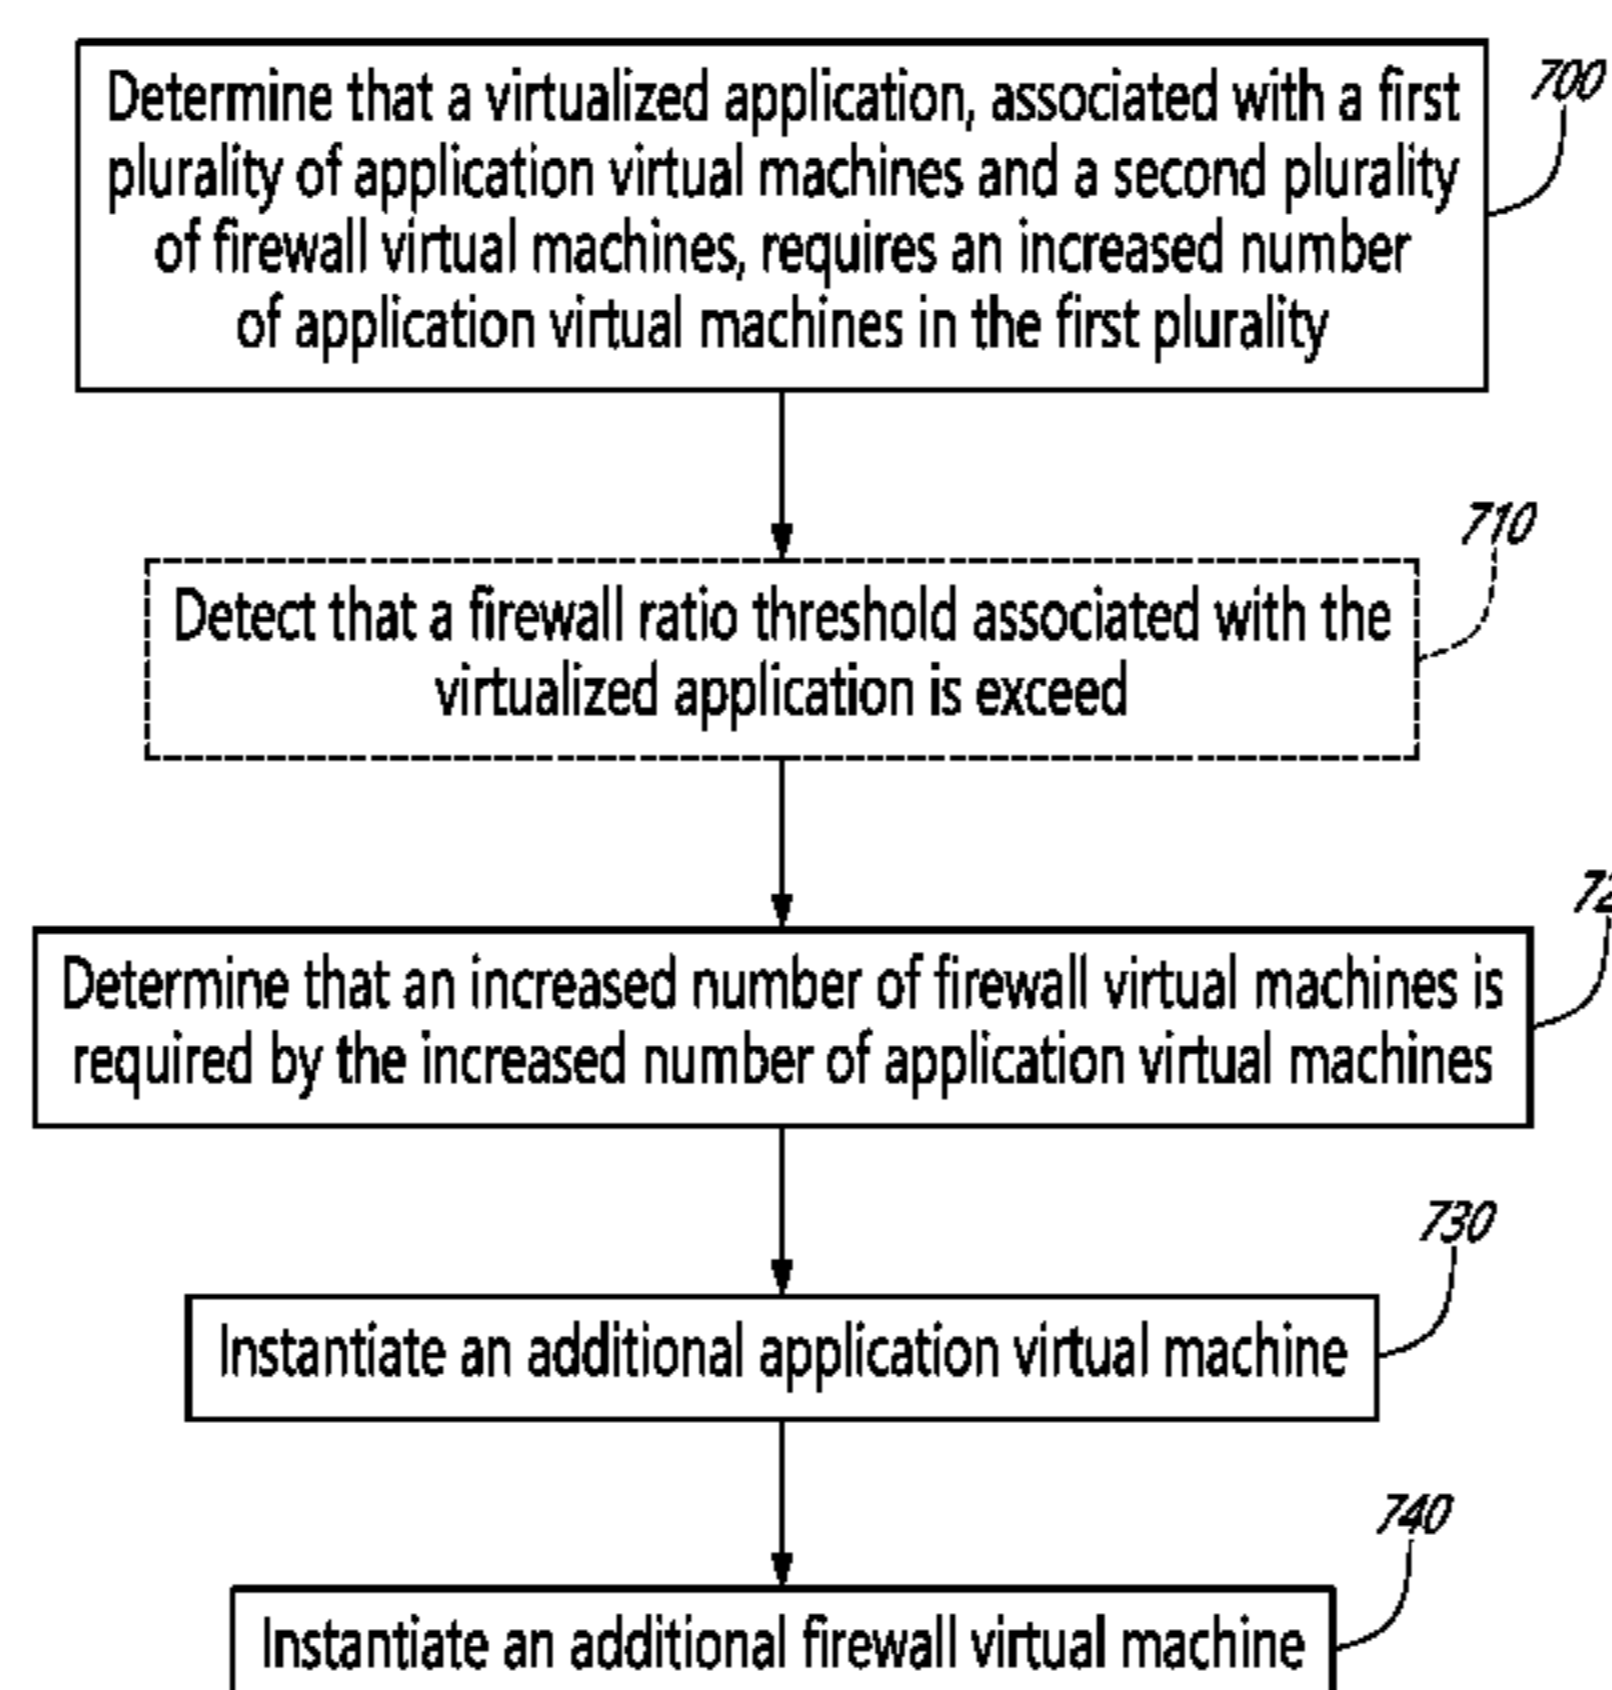 Determine that a virtualized application, associated with a first
plurality of application virtual machines and a second plurality
of firewall virtual machines, requires an increased number
of application virtual machines in the first plurality
700
710
Detect that a firewall ratio threshold associated with the
virtualized application is exceed
72
Determine that an increased number of firewall virtual machines is
required by the increased number of application virtual machines
730
Instantiate an additional application virtual machine
740
Instantiate an additional firewall virtual machine